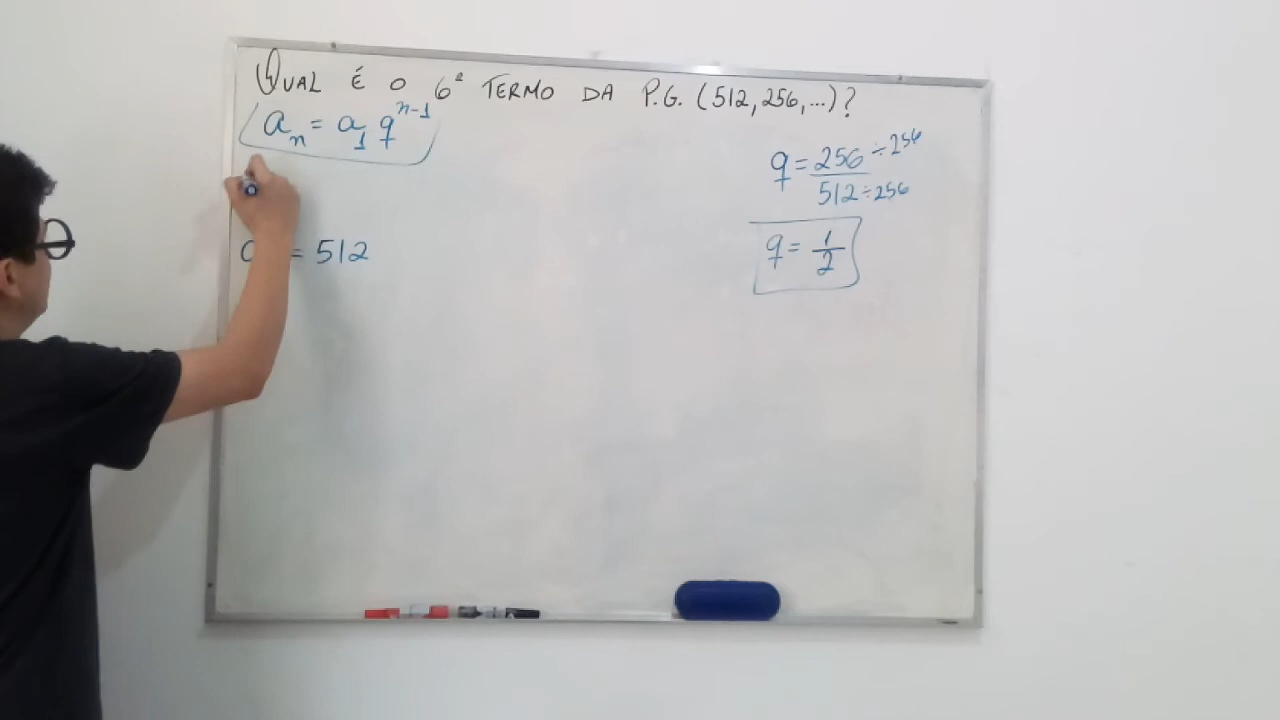 QUAL É O 6º TERMO DA P.G. (512, 256, ...) ?
aₙ = a₁ qⁿ⁻¹
q = 256 ÷ 256
512 ÷ 256
q = 1/2
= 512